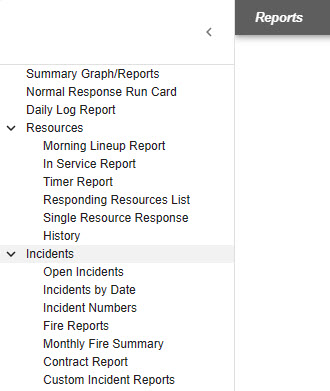 Reports
Summary Graph/Reports
Normal Response Run Card
Daily Log Report
Resources
Morning Lineup Report
In Service Report
Timer Report
Responding Resources List
Single Resource Response
History
Incidents
Open Incidents
Incidents by Date
Incident Numbers
Fire Reports
Monthly Fire Summary
Contract Report
Custom Incident Reports